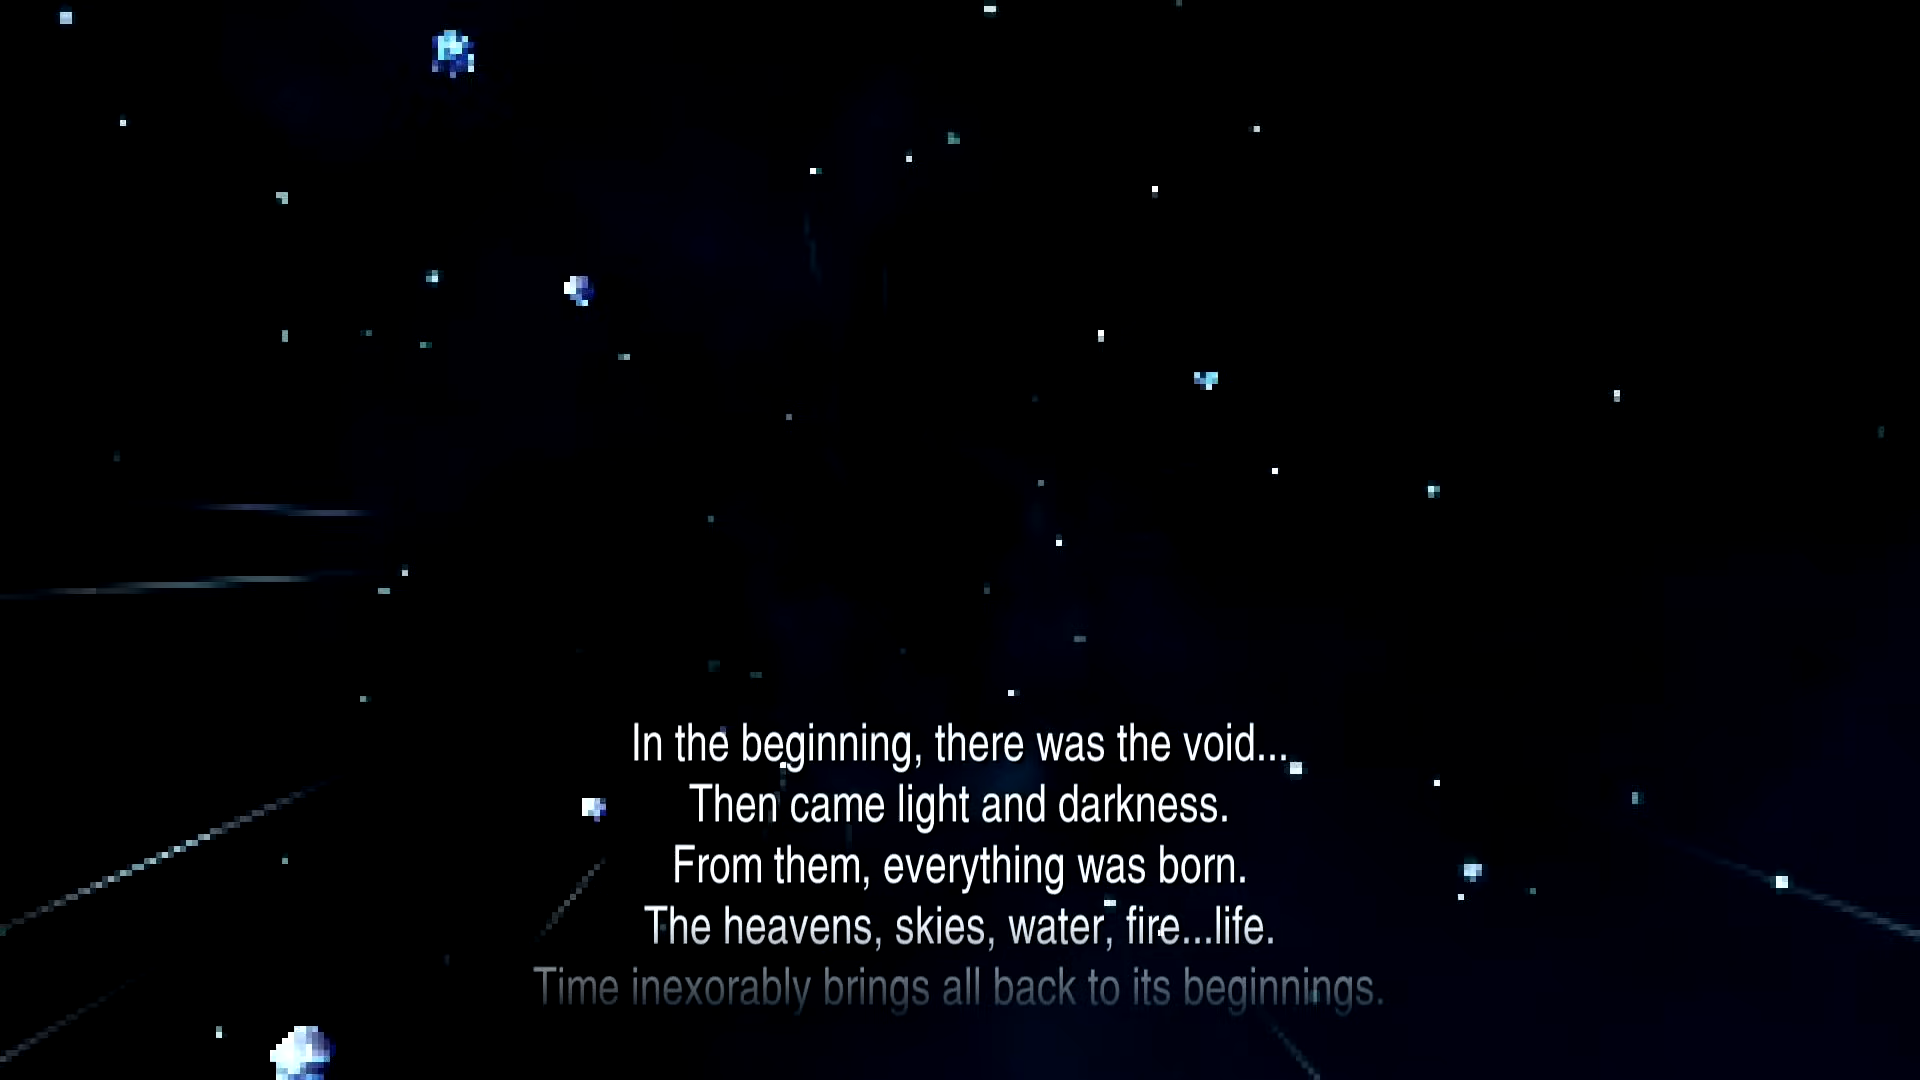 In the beginning, there was the void...
Then came light and darkness.
From them, everything was born.
The heavens, skies, water, fire...life.
Time inexorably brings all back to its beginnings.